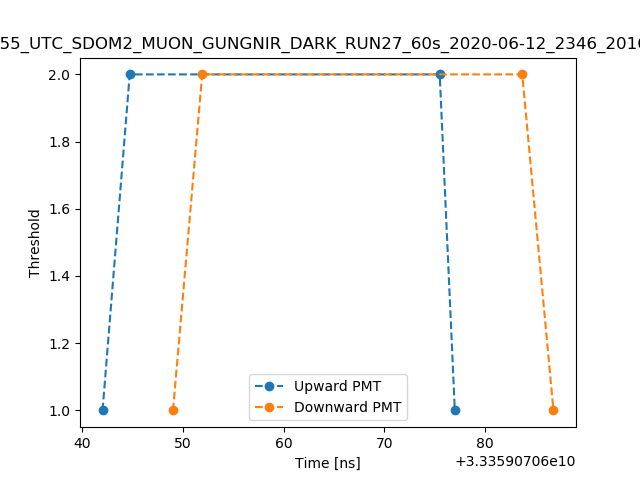 55_UTC_SDOM2_MUON_GUNGNIR_DARK_RUN27_60s_2020-06-12_2346_2016
2.0
1.8
1.6
1.4
1.2
1.0
Threshold
Upward PMT
Downward PMT
40 50 60 70 80
Time [ns]
+3.33590706e10